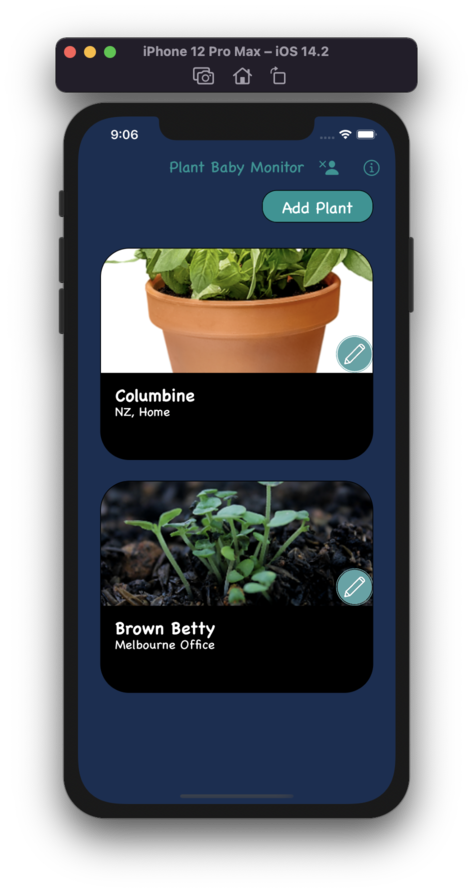 iPhone 12 Pro Max – iOS 14.2
9:06
Plant Baby Monitor
Add Plant
Columbine
NZ, Home
Brown Betty
Melbourne Office